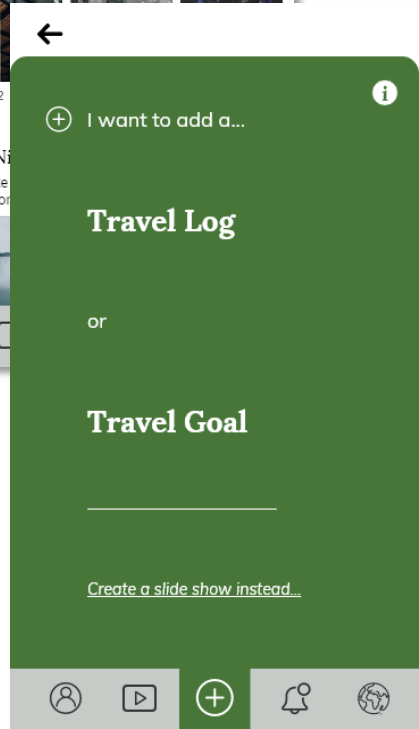 I want to add a...
Travel Log
or
Travel Goal
Create a slide show instead...